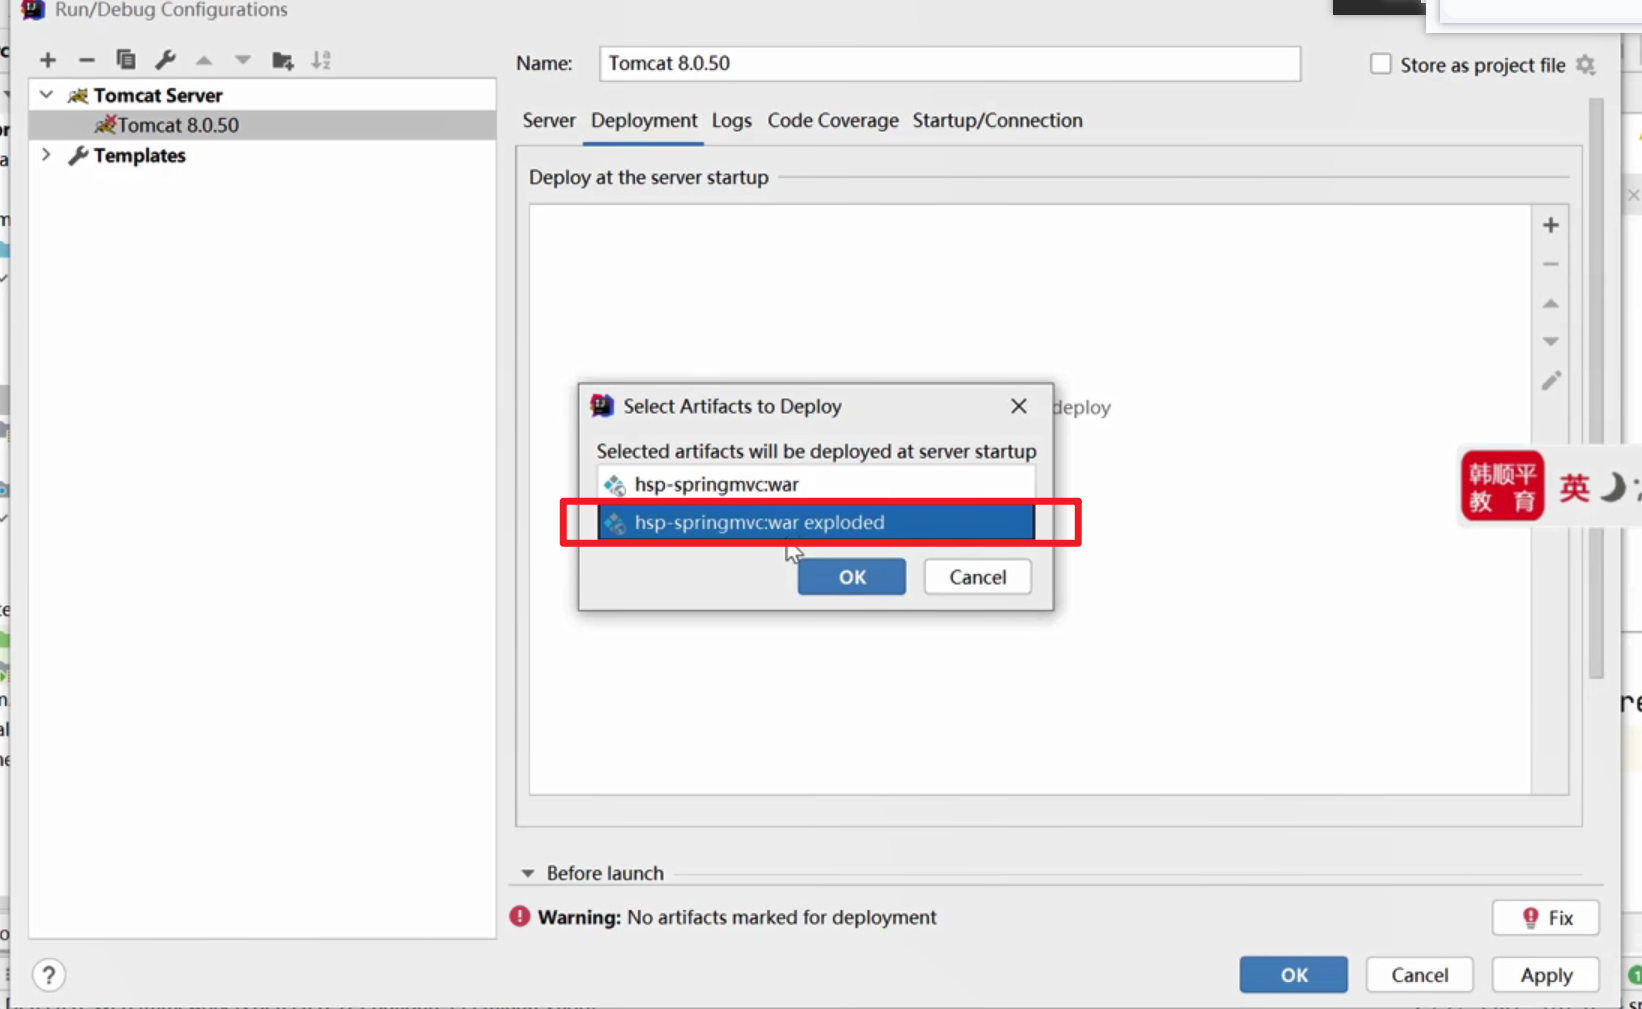 Run/Debug Configurations
Name:
Tomcat 8.0.50
Store as project file
Tomcat Server
Tomcat 8.0.50
Templates
Server
Deployment
Logs
Code Coverage
Startup/Connection
Deploy at the server startup
deploy
Select Artifacts to Deploy
Selected artifacts will be deployed at server startup
hsp-springmvc:war
hsp-springmvc:war exploded
OK
Cancel
韩顺平
教 育
英
Before launch
Warning: No artifacts marked for deployment
Fix
?
OK
Cancel
Apply